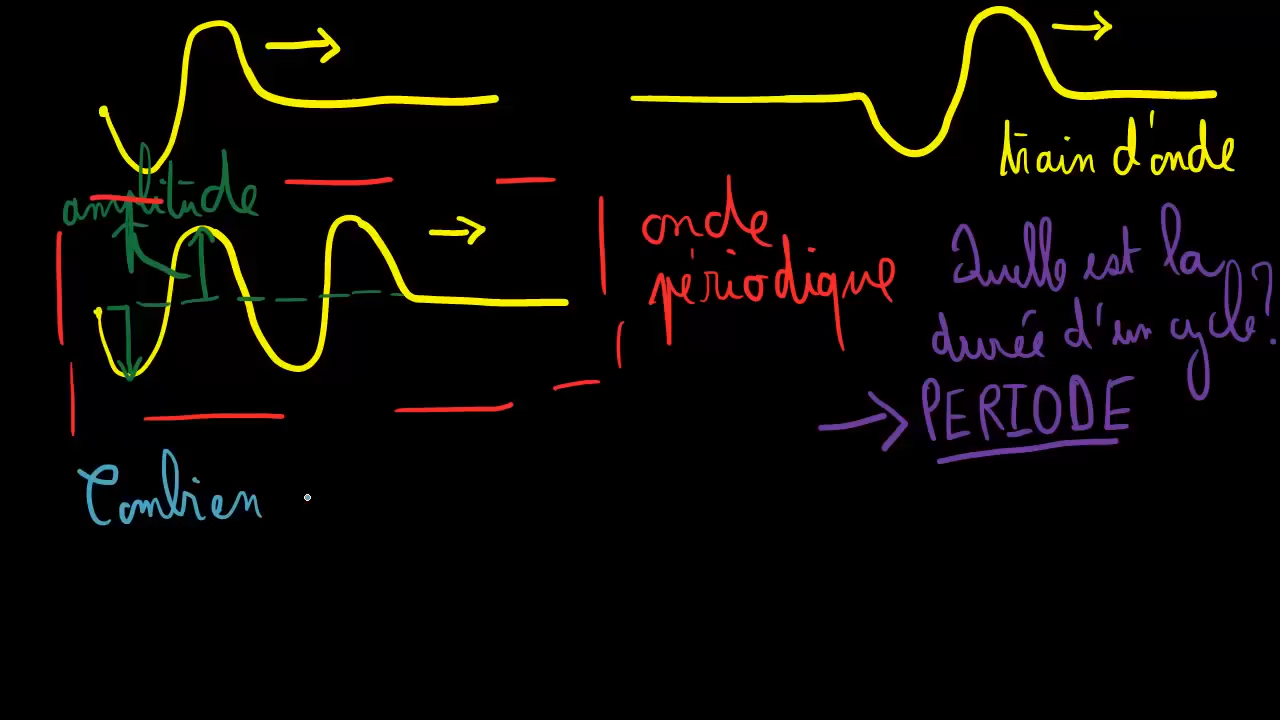 train d'onde
amplitude
onde
périodique
Quelle est la
durée d'un cycle?
PERIODE
Combien